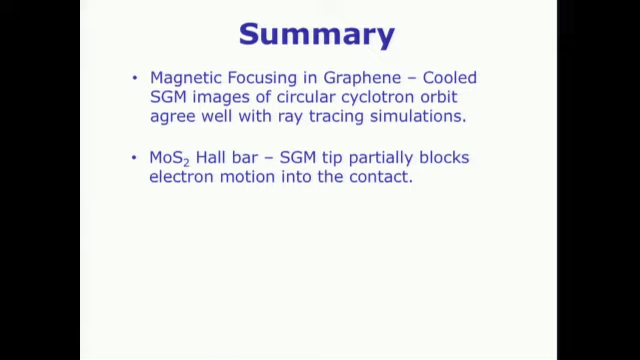 Summary
• Magnetic Focusing in Graphene – Cooled
SGM images of circular cyclotron orbit
agree well with ray tracing simulations.
• MoS₂ Hall bar – SGM tip partially blocks
electron motion into the contact.